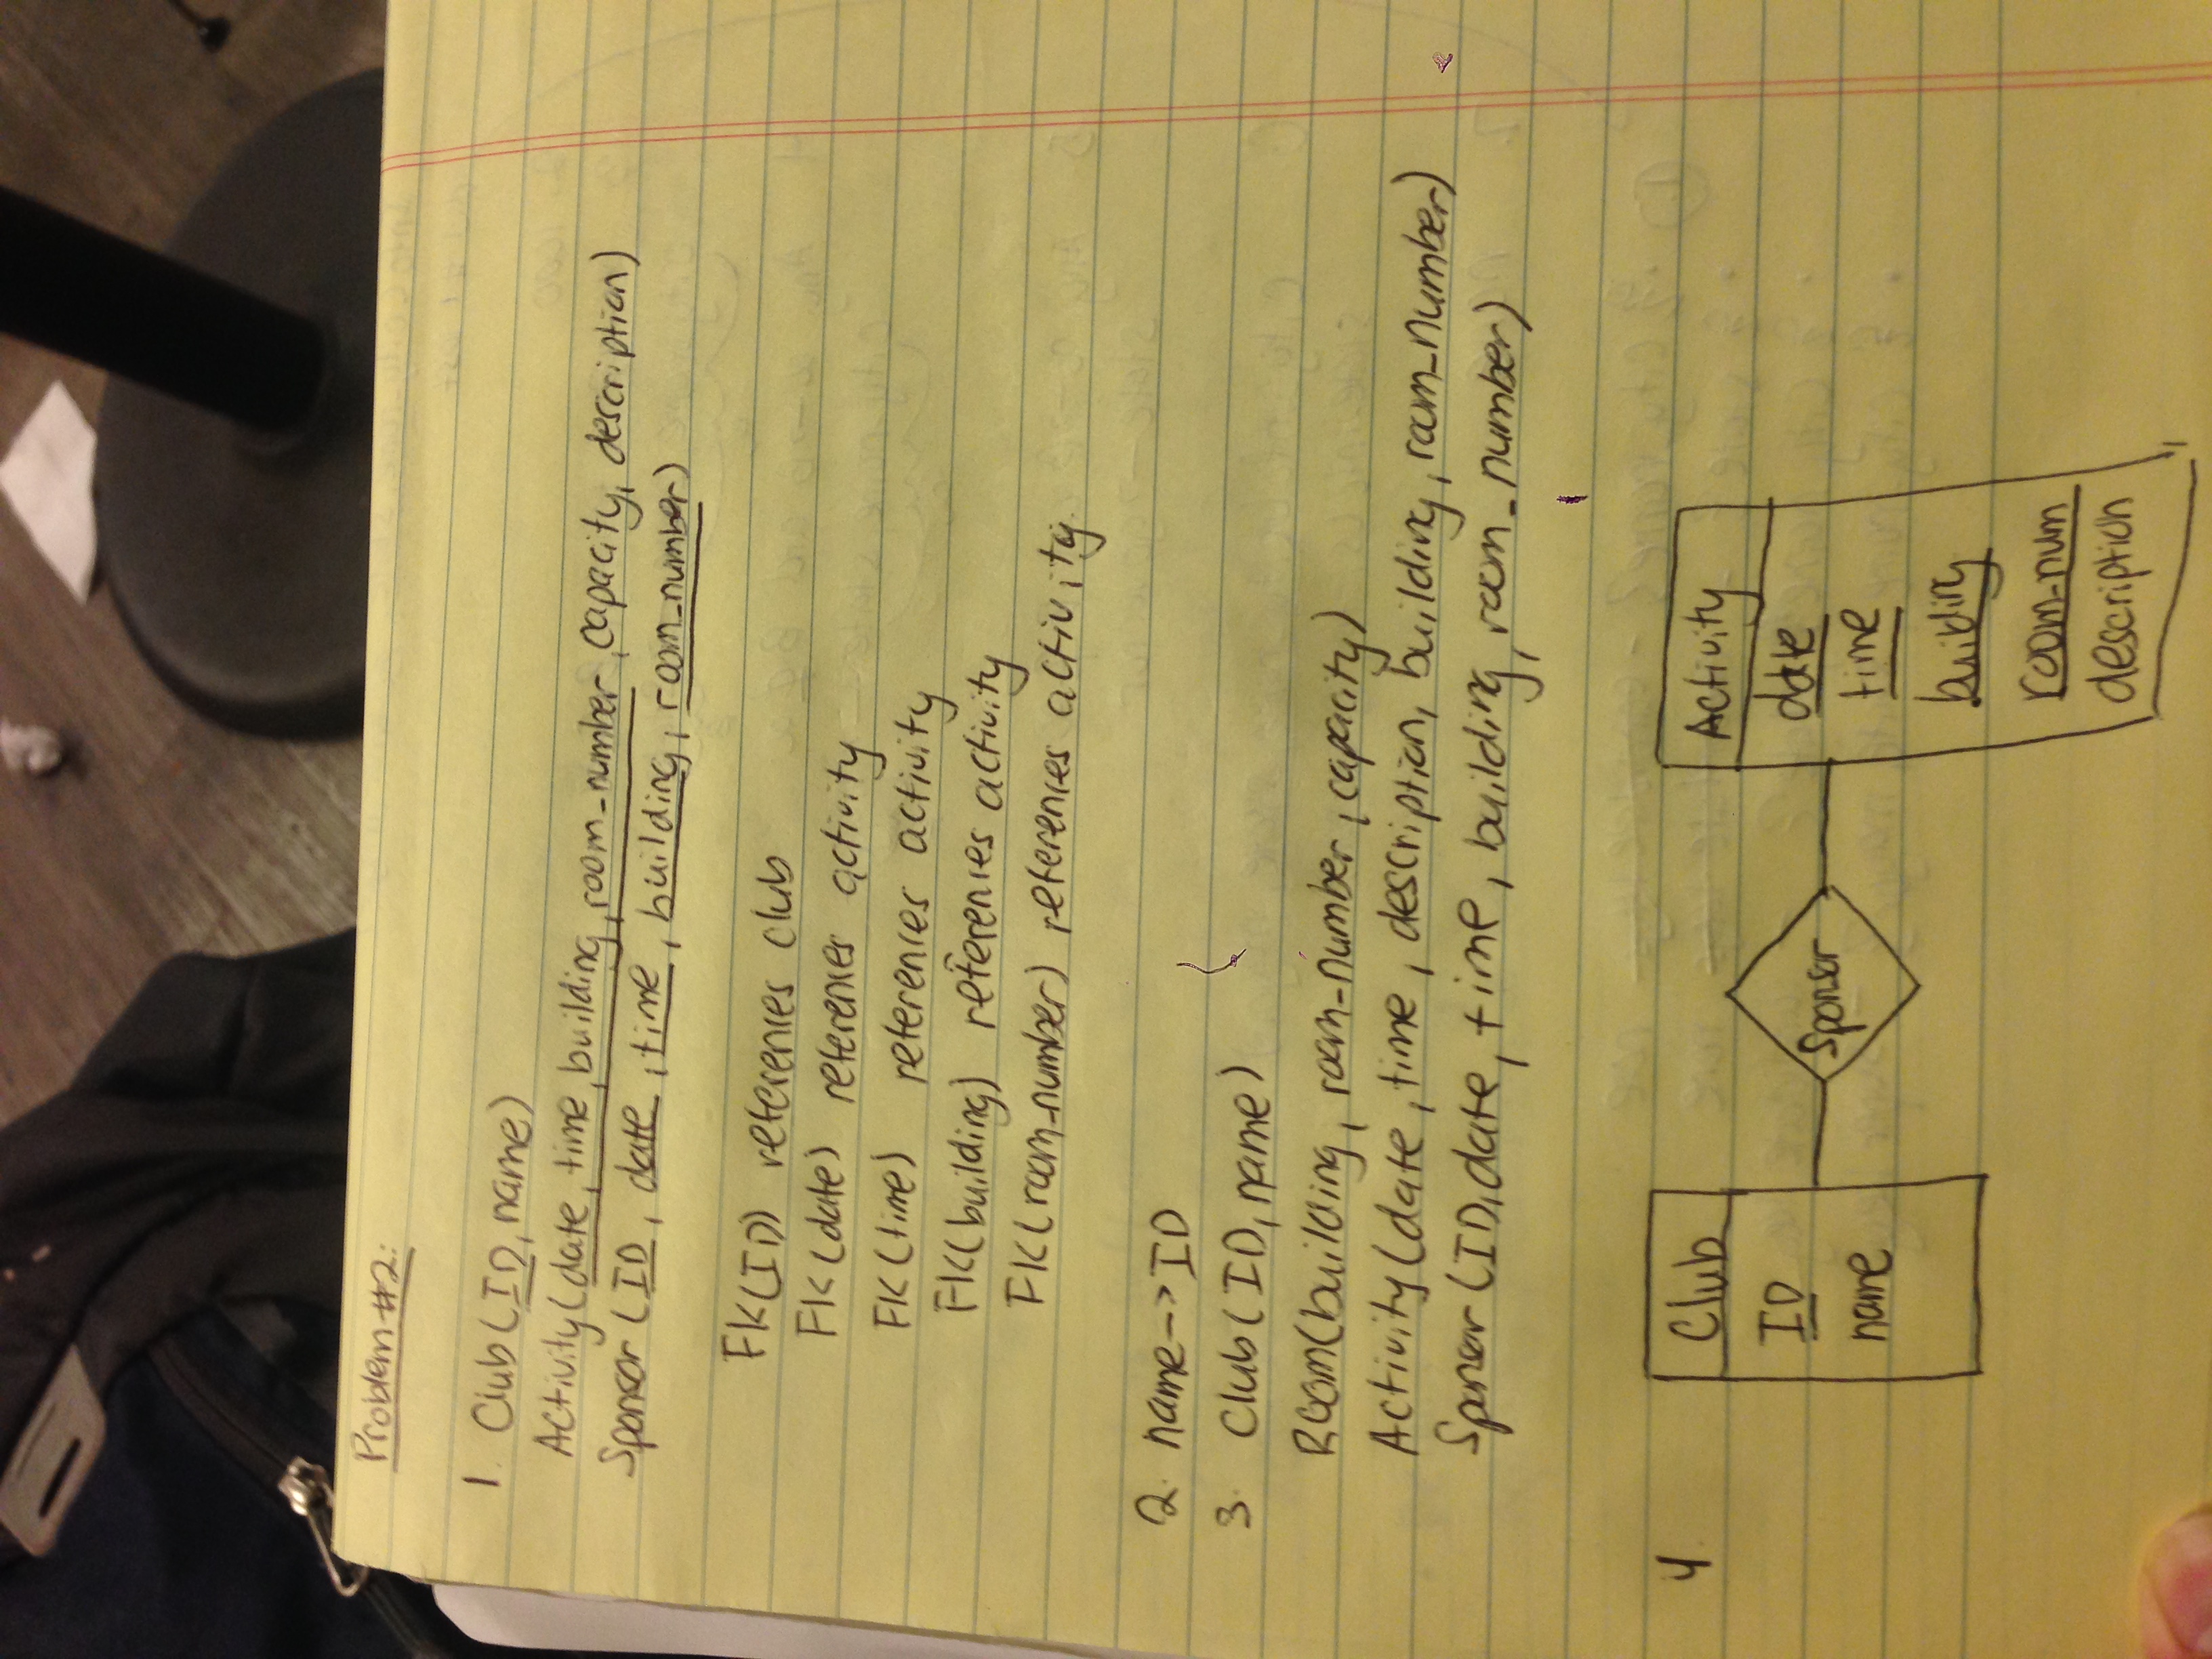 Problem #2:
1. Club(ID, name)
Activity(date, time, building, room_number, capacity, description)
Sponsor (ID, date, time, building, room_number)
FK(ID) references club
FK(date) references activity
FK(time) references activity
FK(building) references activity
FK(room_number) references activity.
2. name->ID
3. Club(ID, name)
Room(building, room_number, capacity)
Activity(date, time, description, building, room_number)
Sponsor (ID, date, time, building, room_number)
4.
Club
ID
name
Sponsor
Activity
date
time
building
room_num
description